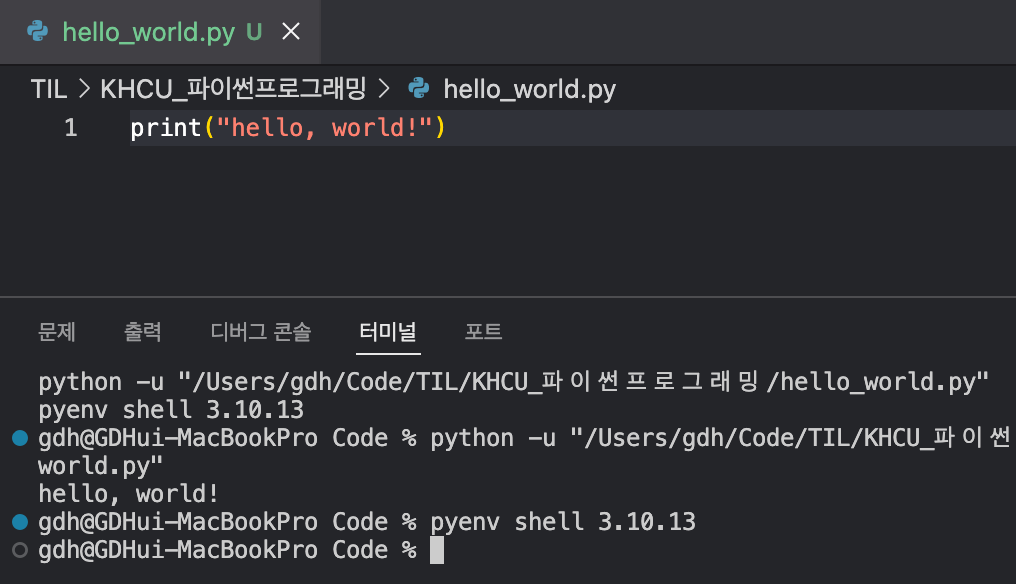 hello_world.py U
TIL > KHCU_파이썬프로그래밍 > hello_world.py
1 print("hello, world!")
문제 출력 디버그 콘솔 터미널 포트
python -u "/Users/gdh/Code/TIL/KHCU_파이썬프로그래밍/hello_world.py"
pyenv shell 3.10.13
gdh@GDHui-MacBookPro Code % python -u "/Users/gdh/Code/TIL/KHCU_파이썬
world.py"
hello, world!
gdh@GDHui-MacBookPro Code % pyenv shell 3.10.13
gdh@GDHui-MacBookPro Code %